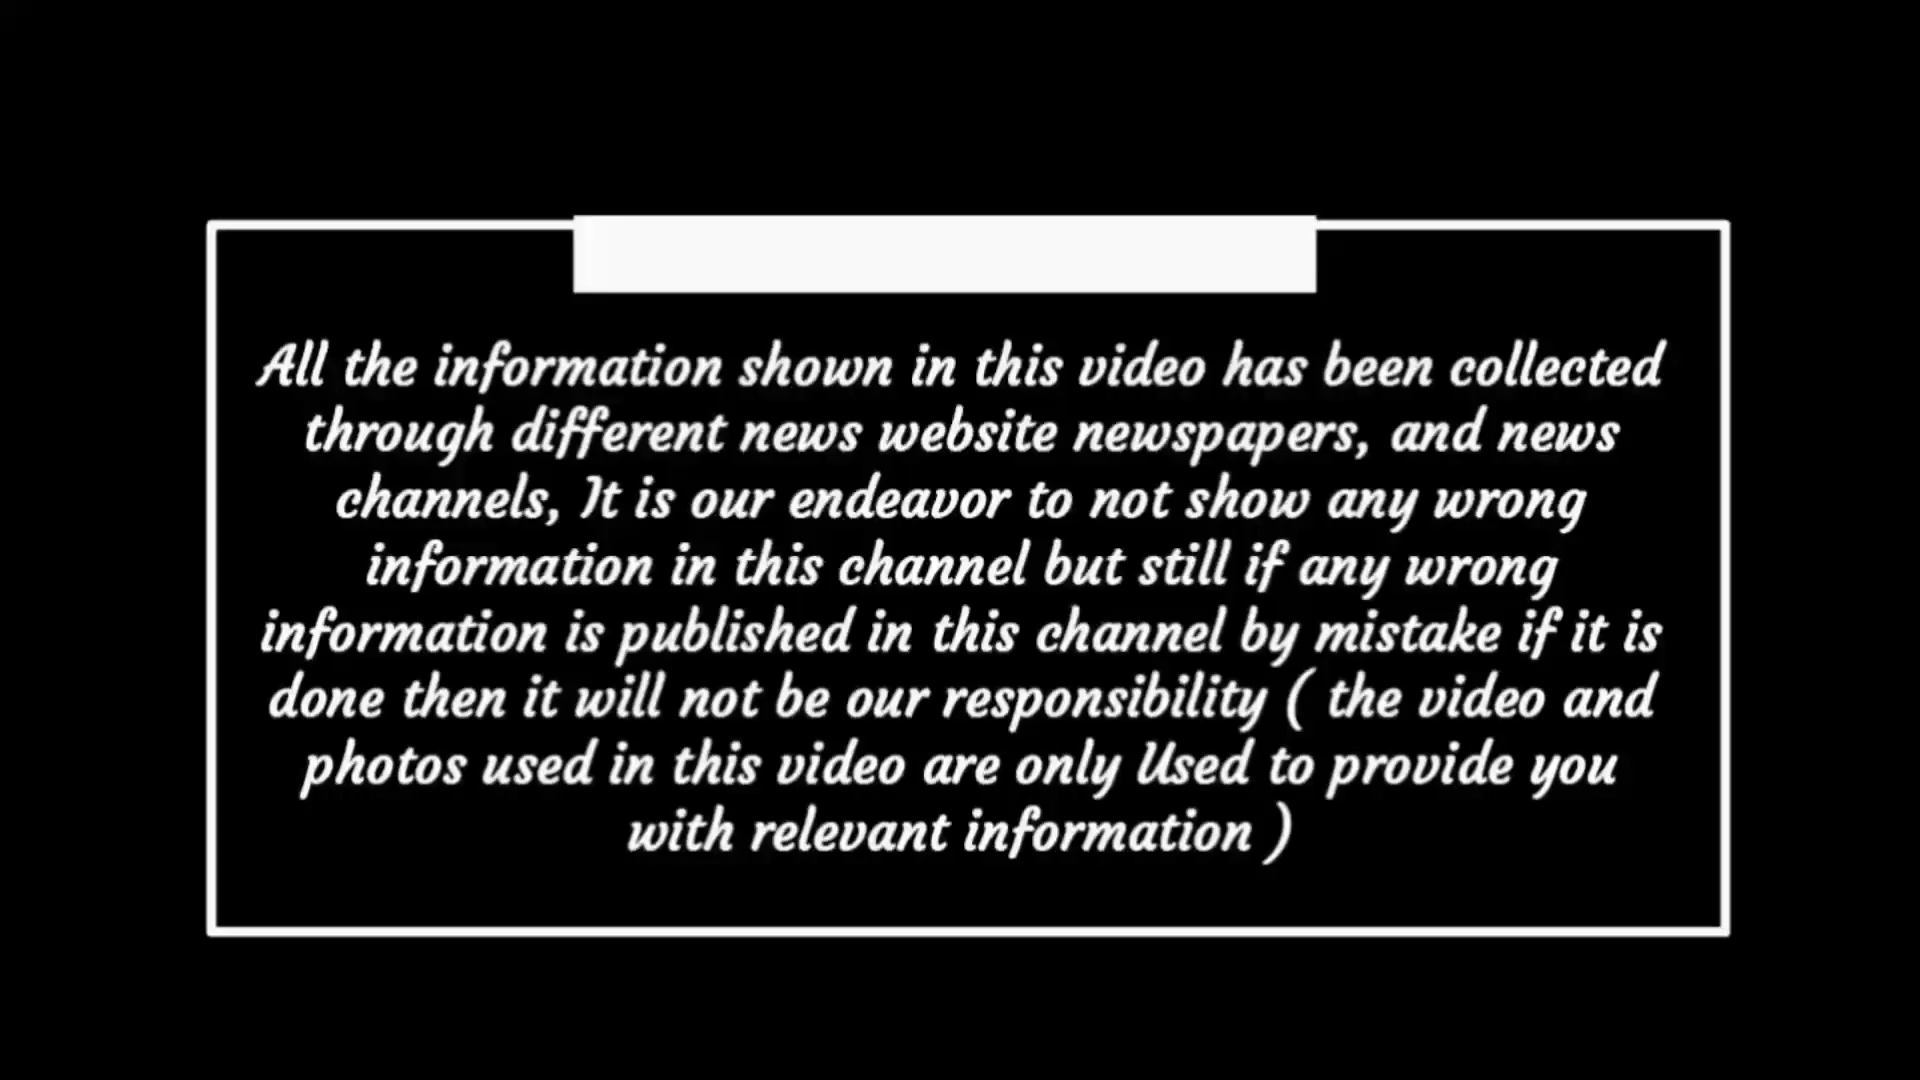 All the information shown in this video has been collected
through different news website newspapers, and news
channels, It is our endeavor to not show any wrong
information in this channel but still if any wrong
information is published in this channel by mistake if it is
done then it will not be our responsibility ( the video and
photos used in this video are only Used to provide you
with relevant information )